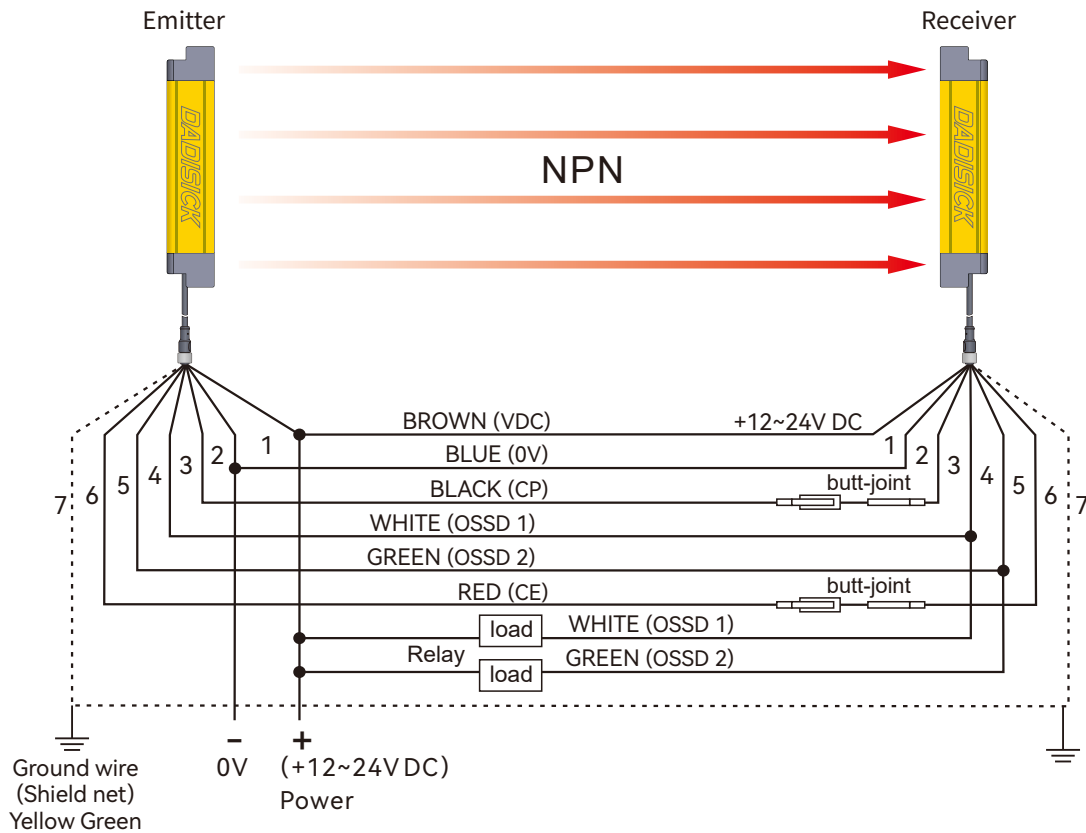 Emitter
Receiver
DADISICK
DADISICK
NPN
BROWN (VDC)
+12~24V DC
BLUE (0V)
BLACK (CP)
butt-joint
WHITE (OSSD 1)
GREEN (OSSD 2)
RED (CE)
butt-joint
7 6 5 4 3 2 1
1 2 3 4 5 6 7
load
WHITE (OSSD 1)
Relay
load
GREEN (OSSD 2)
−
+
0V
(+12~24V DC)
Power
Ground wire
(Shield net)
Yellow Green